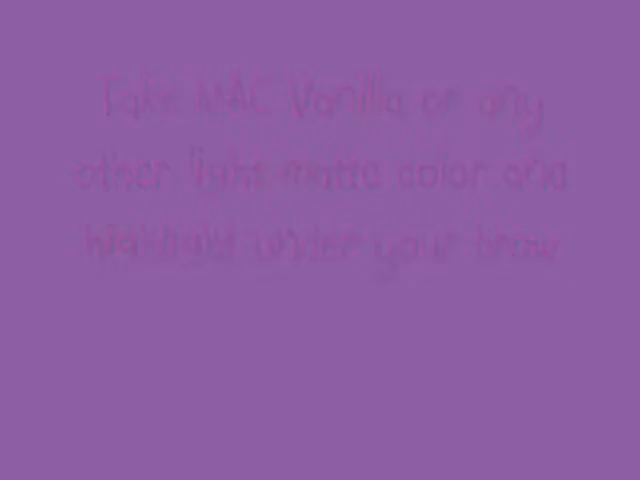 Take MAC Vanilla or any
other light matte color and
highlight under your brow